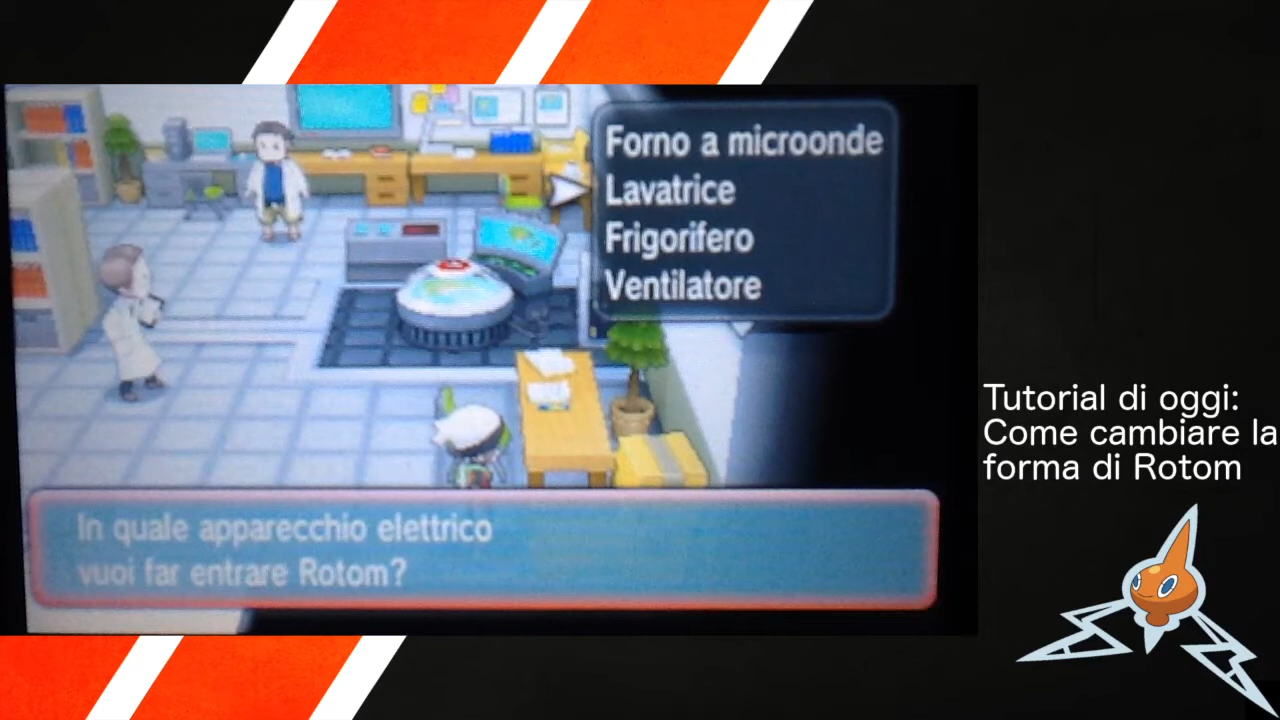 Forno a microonde
Lavatrice
Frigorifero
Ventilatore
In quale apparecchio elettrico
vuoi far entrare Rotom?
Tutorial di oggi:
Come cambiare la
forma di Rotom